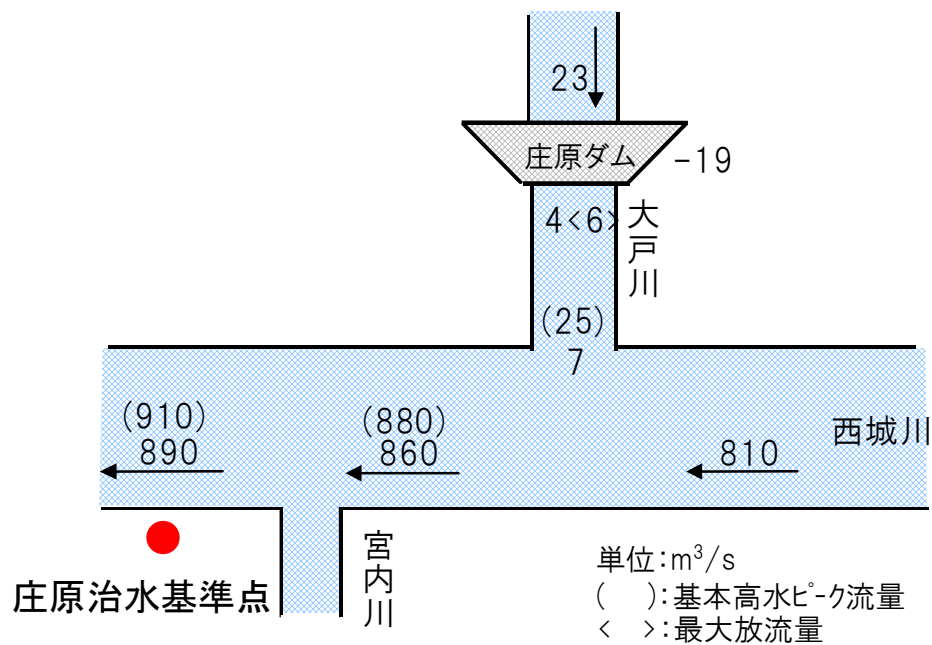 23
庄原ダム
-19
4<6>
大戸川
(25)
7
(910)
890
(880)
860
810
西城川
宮内川
庄原治水基準点
単位:m³/s
(　):基本高水ピーク流量
<　>:最大放流量